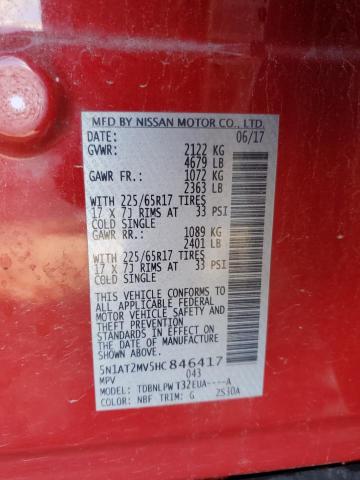 MFD BY NISSAN MOTOR CO., LTD.
DATE: 06/17
GVWR: 2122 KG
4679 LB
GAWR FR.: 1072 KG
2363 LB
WITH 225/65R17 TIRES
17 X 7J RIMS AT 33 PSI
COLD SINGLE
GAWR RR.: 1089 KG
2401 LB
WITH 225/65R17 TIRES
17 X 7J RIMS AT 33 PSI
COLD SINGLE
THIS VEHICLE CONFORMS TO
ALL APPLICABLE FEDERAL
MOTOR VEHICLE SAFETY
STANDARDS IN EFFECT ON THE
DATE OF MANUFACTURE
SHOWN ABOVE.
5N1AT2MV5HC846417
MPV 043
MODEL: TDBNLPW T32EUA----A
COLOR: NBF TRIM: G 2S30A